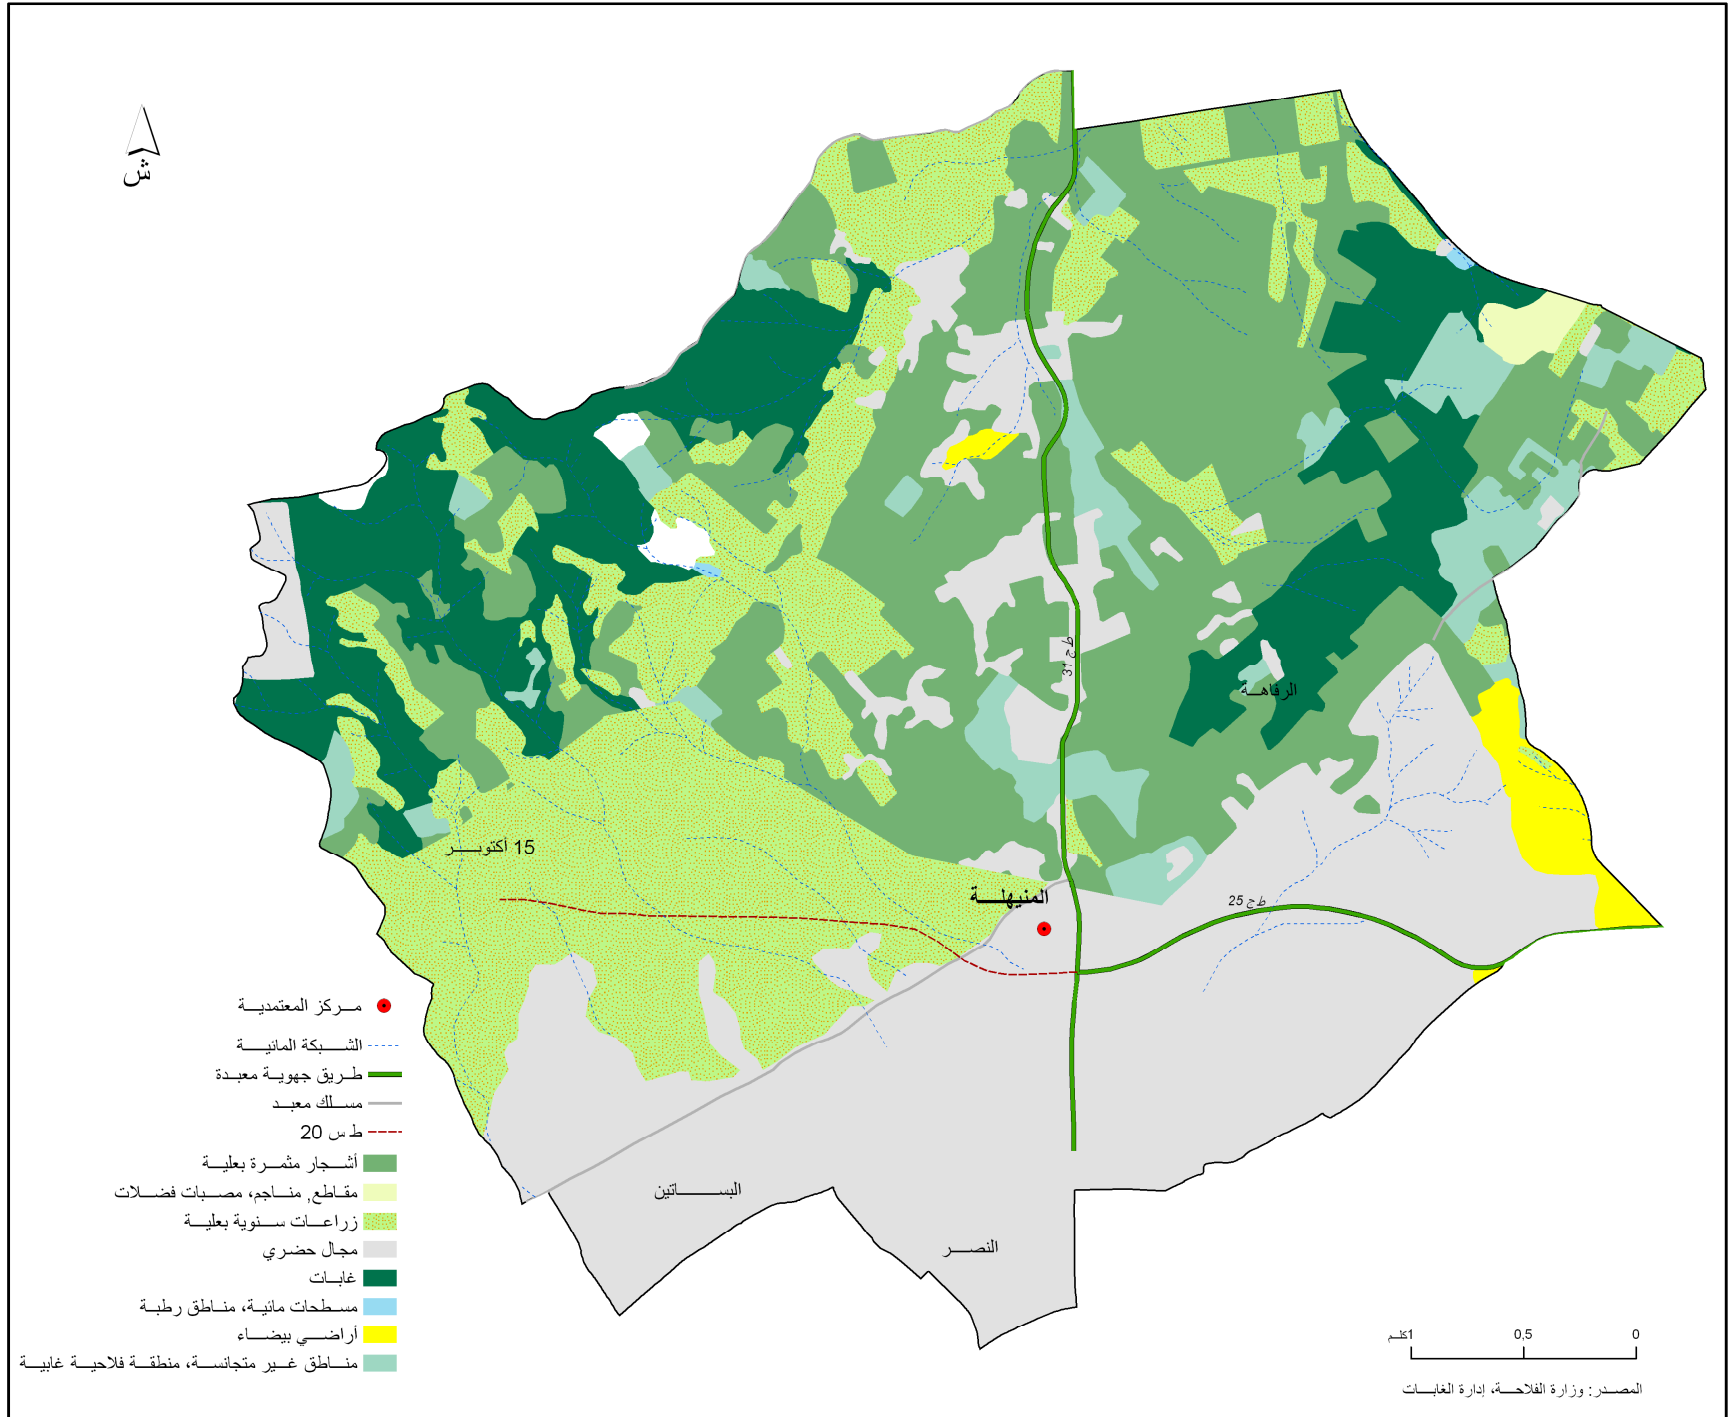 ش
ط ج 31
الرفاهة
15 أكتوبر
المنيهلة
ط ج 25
مركز المعتمدية
الشبكة المائية
طريق جهوية معبدة
مسلك معبد
ط س 20
أشجار مثمرة بعلية
مقاطع, مناجم، مصبات فضلات
زراعات سنوية بعلية
مجال حضري
غابات
مسطحات مائية، مناطق رطبة
أراضي بيضاء
مناطق غير متجانسة، منطقة فلاحية غابية
البساتين
النصر
0 0,5 1كلم
المصدر: وزارة الفلاحة، إدارة الغابات